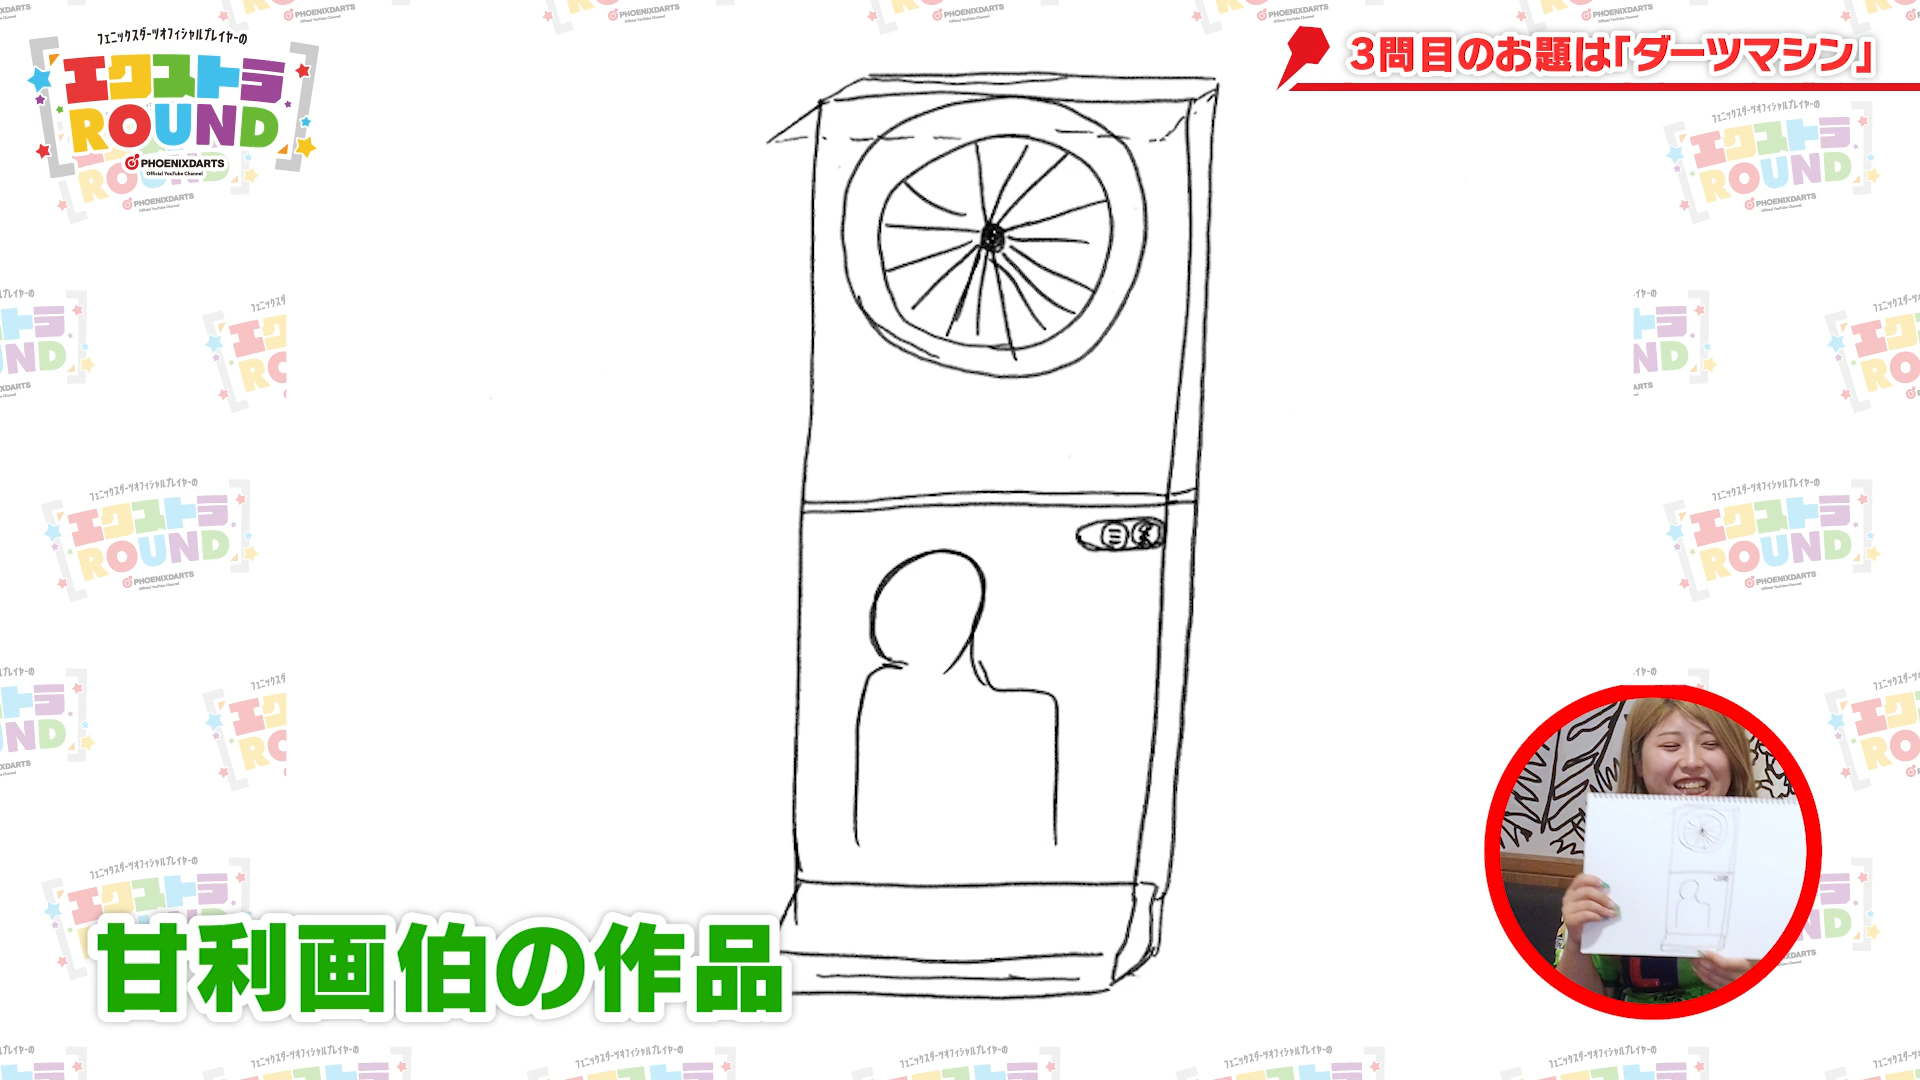 フェニックスダーツオフィシャルプレイヤーの
エクストラ
ROUND
PHOENIXDARTS
Official YouTube Channel
3問目のお題は「ダーツマシン」
甘利画伯の作品